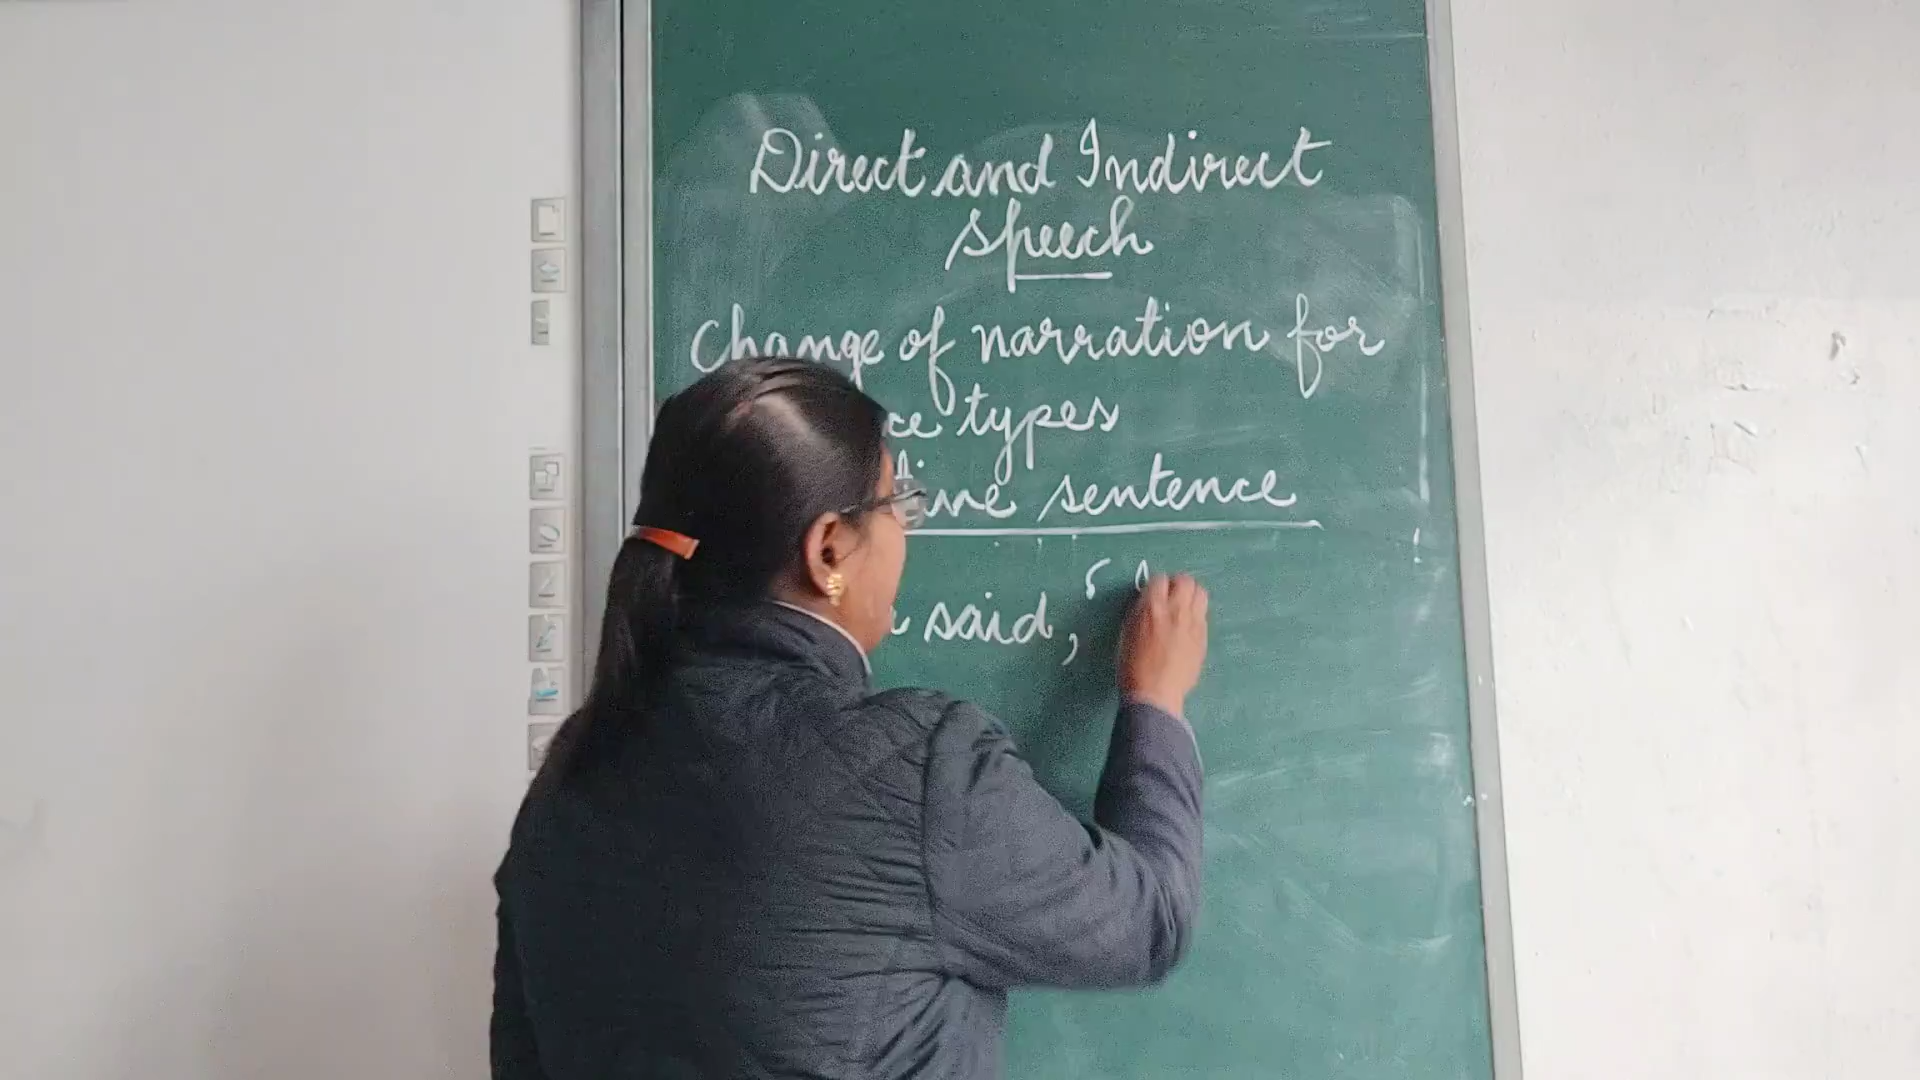 Direct and Indirect
speech
Change of narration for
types
sentence
said,